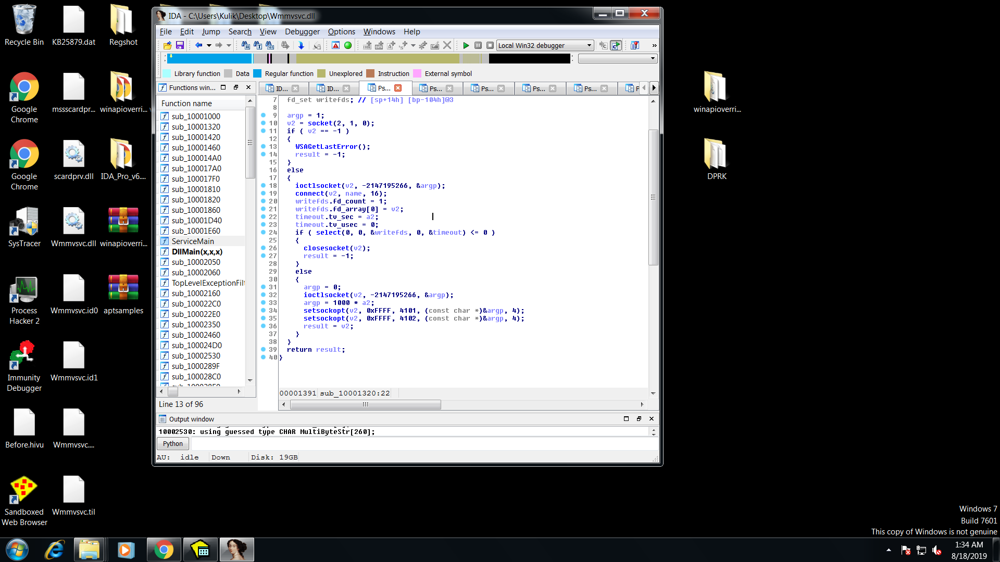 Recycle Bin
KB25879.dat
Regshot
Google Chrome
mssscardpr...
winapioverri...
Google Chrome
scardprv.dll
IDA_Pro_v6....
SysTracer
Wmmvsvc.dll
winapioverri...
Process Hacker 2
Wmmvsvc.id0
aptsamples
Immunity Debugger
Wmmvsvc.id1
Before.hivu
Wmmvsvc....
Sandboxed Web Browser
Wmmvsvc.til
winapioverri...
DPRK
IDA - C:\Users\Kulik\Desktop\Wmmvsvc.dll
File Edit Jump Search View Debugger Options Windows Help
Local Win32 debugger
Library function Data Regular function Unexplored Instruction External symbol
Functions win...
ID... ID... Ps... Ps... Ps... Ps... Ps...
Function name
sub_10001000
sub_10001320
sub_10001420
sub_10001460
sub_100014A0
sub_100017A0
sub_100017F0
sub_10001810
sub_10001820
sub_10001860
sub_10001D40
sub_10001E60
ServiceMain
DllMain(x,x,x)
sub_10002050
sub_10002060
TopLevelExceptionFilt
sub_10002160
sub_100022C0
sub_100022E0
sub_10002350
sub_10002460
sub_100024D0
sub_10002530
sub_1000289F
sub_100028C0
Line 13 of 96
7 fd_set writefds; // [sp+14h] [bp-104h]@3
8
9 argp = 1;
10 v2 = socket(2, 1, 0);
11 if ( v2 == -1 )
12 {
13 WSAGetLastError();
14 result = -1;
15 }
16 else
17 {
18 ioctlsocket(v2, -2147195266, &argp);
19 connect(v2, name, 16);
20 writefds.fd_count = 1;
21 writefds.fd_array[0] = v2;
22 timeout.tv_sec = a2;
23 timeout.tv_usec = 0;
24 if ( select(0, 0, &writefds, 0, &timeout) <= 0 )
25 {
26 closesocket(v2);
27 result = -1;
28 }
29 else
30 {
31 argp = 0;
32 ioctlsocket(v2, -2147195266, &argp);
33 argp = 1000 * a2;
34 setsockopt(v2, 0xFFFF, 4101, (const char *)&argp, 4);
35 setsockopt(v2, 0xFFFF, 4102, (const char *)&argp, 4);
36 result = v2;
37 }
38 }
39 return result;
40 }
00001391 sub_10001320:22
Output window
10002530: using guessed type CHAR MultiByteStr[260];
Python
AU: idle Down Disk: 19GB
Windows 7
Build 7601
This copy of Windows is not genuine
1:34 AM
8/18/2019